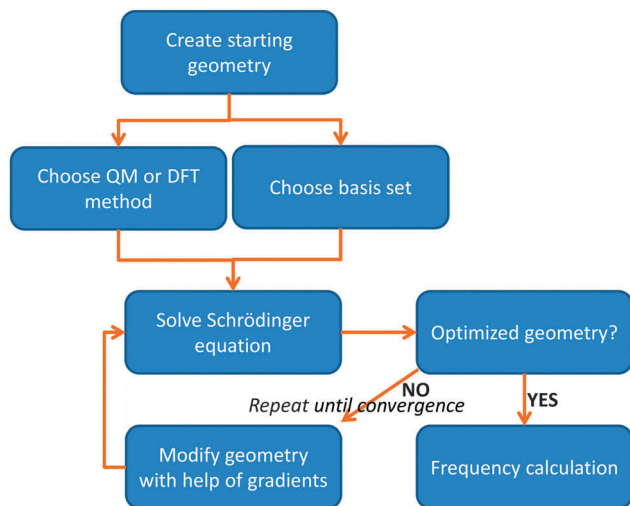 Create starting
geometry
Choose QM or DFT
method
Choose basis set
Solve Schrödinger
equation
Optimized geometry?
NO
YES
Repeat until convergence
Modify geometry
with help of gradients
Frequency calculation